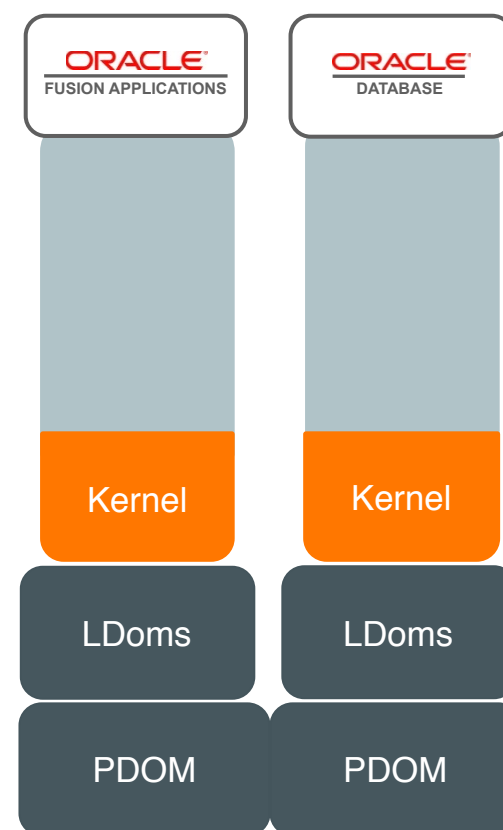 ORACLE
FUSION APPLICATIONS
ORACLE
DATABASE
Kernel
Kernel
LDoms
LDoms
PDOM
PDOM